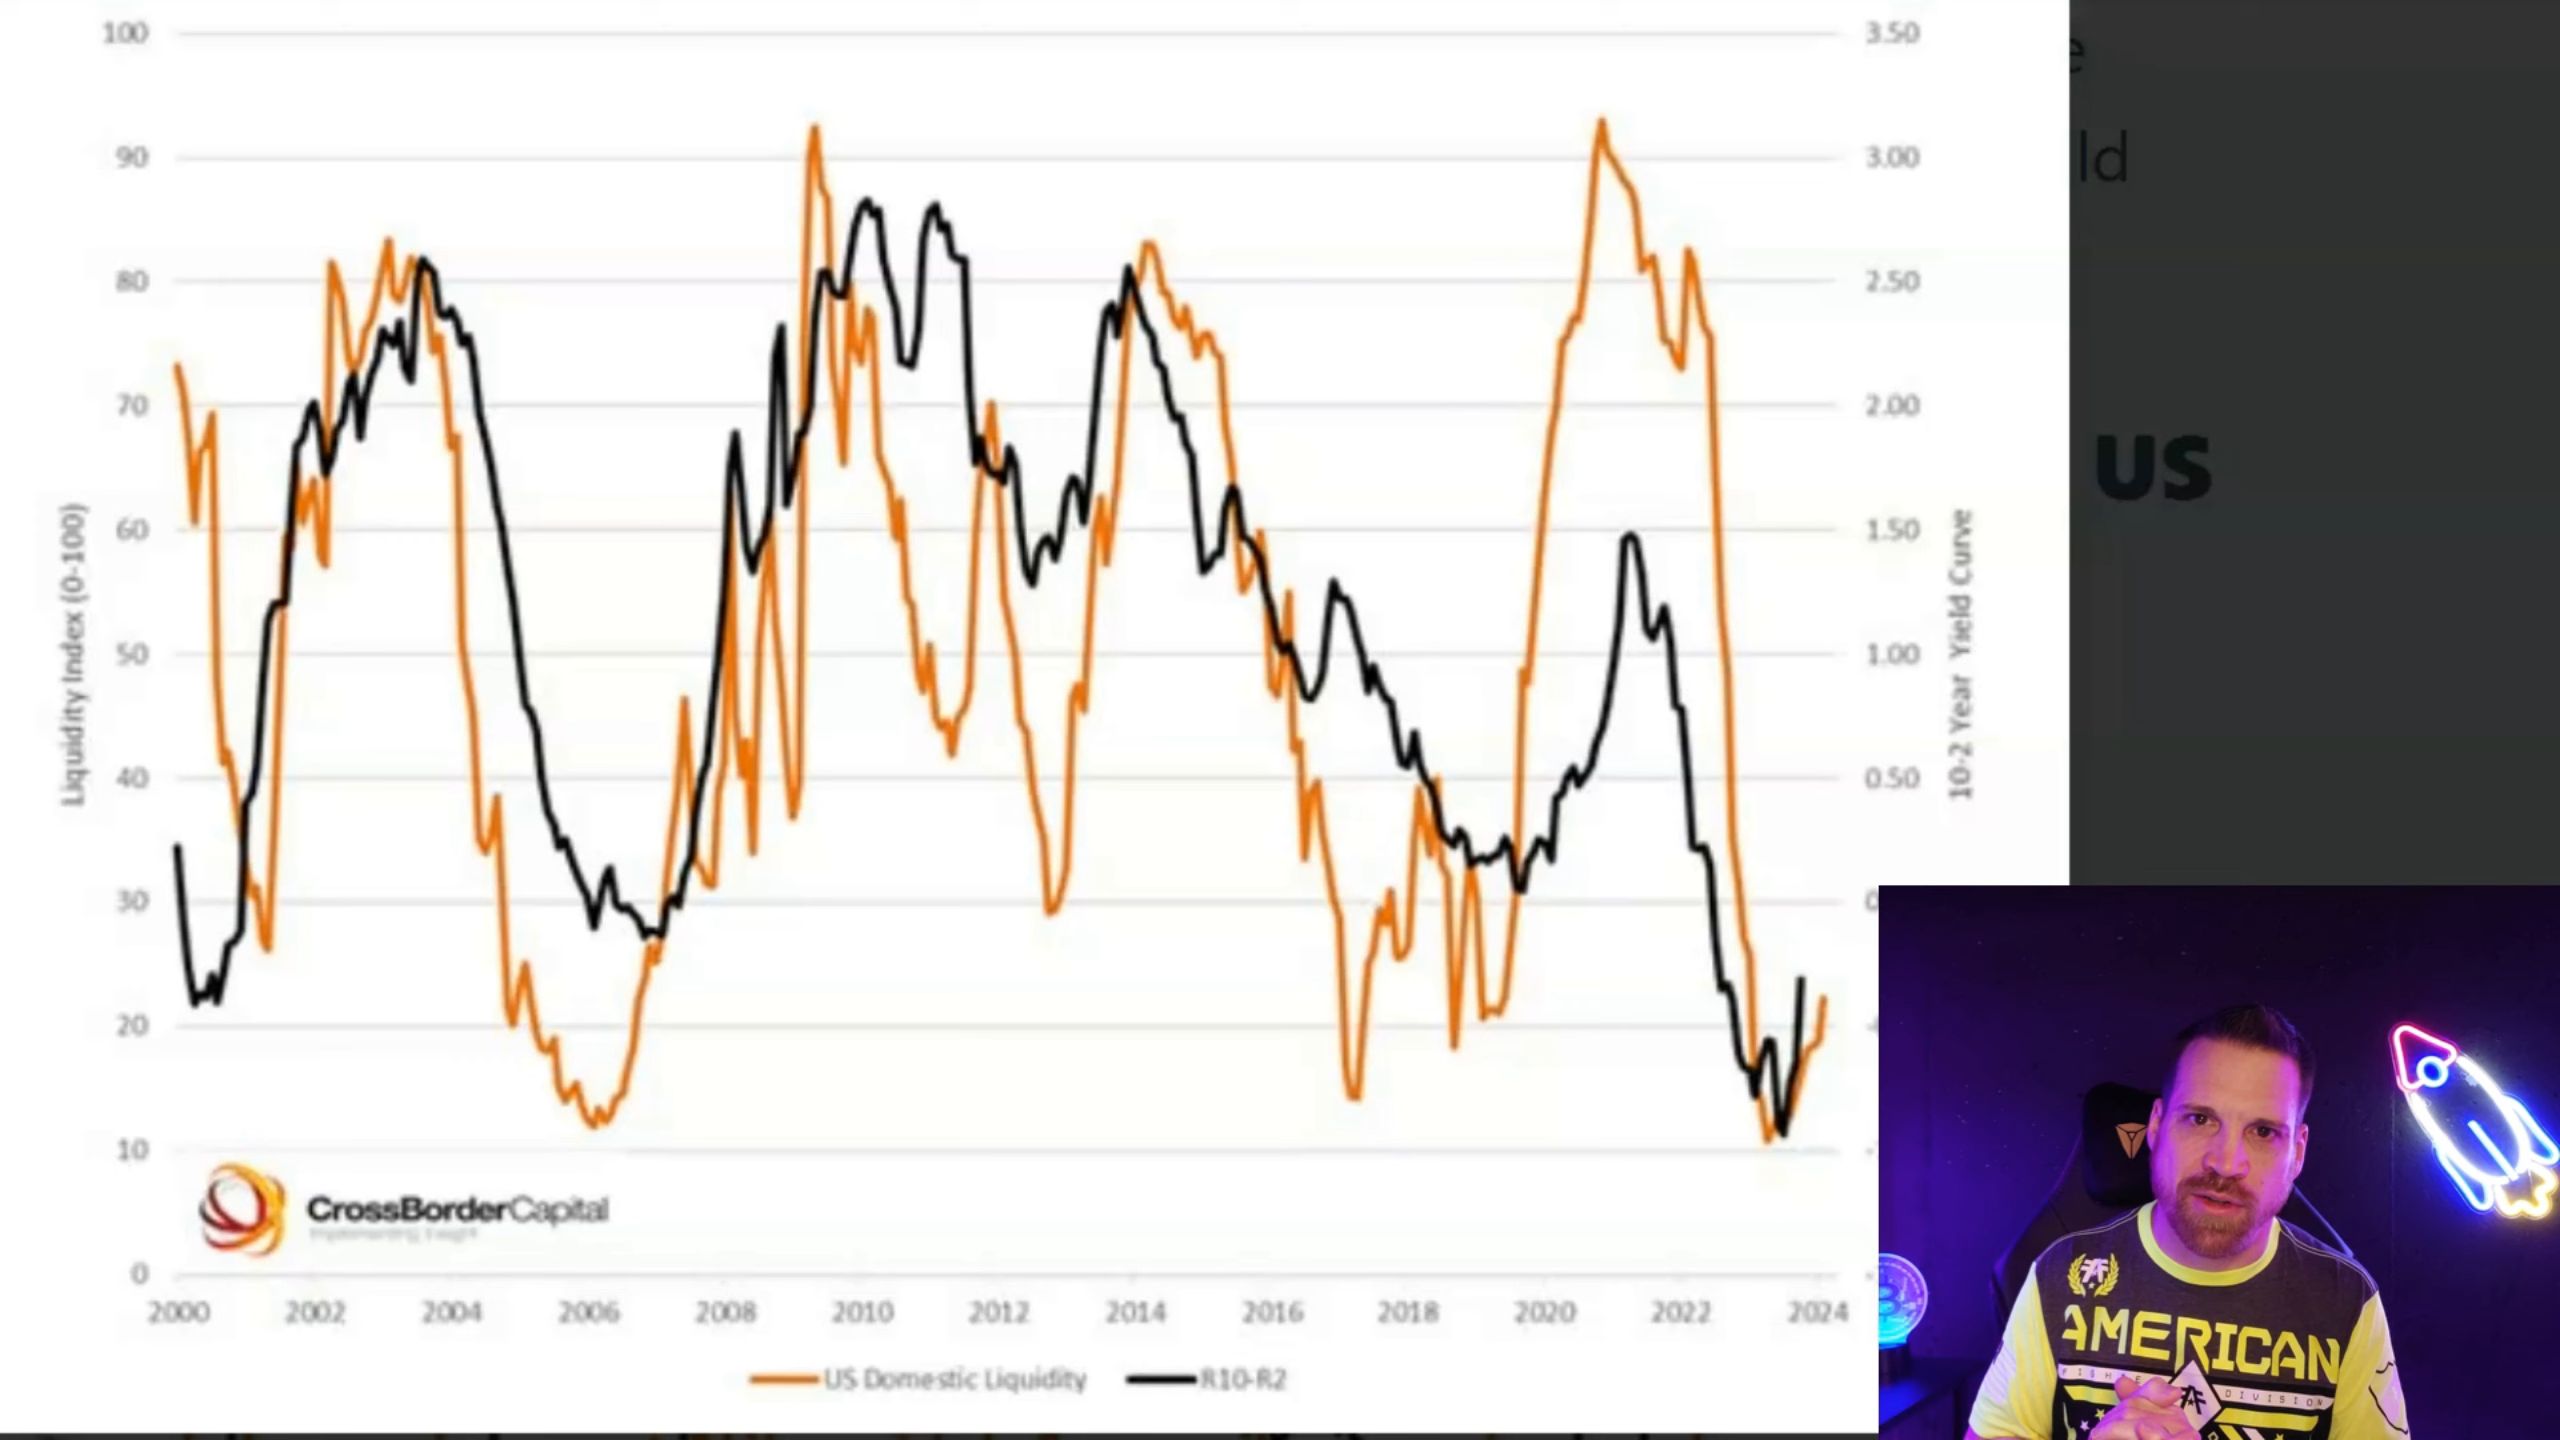 100
90
80
70
60
50
40
30
20
10
0
Liquidity Index (0-100)
3.50
3.00
2.50
2.00
1.50
1.00
0.50
10-2 Year Yield Curve
2000 2002 2004 2006 2008 2010 2012 2014 2016 2018 2020 2022 2024
CrossBorderCapital
US Domestic Liquidity R10-R2
e
ld
US
AMERICAN
DIVISION